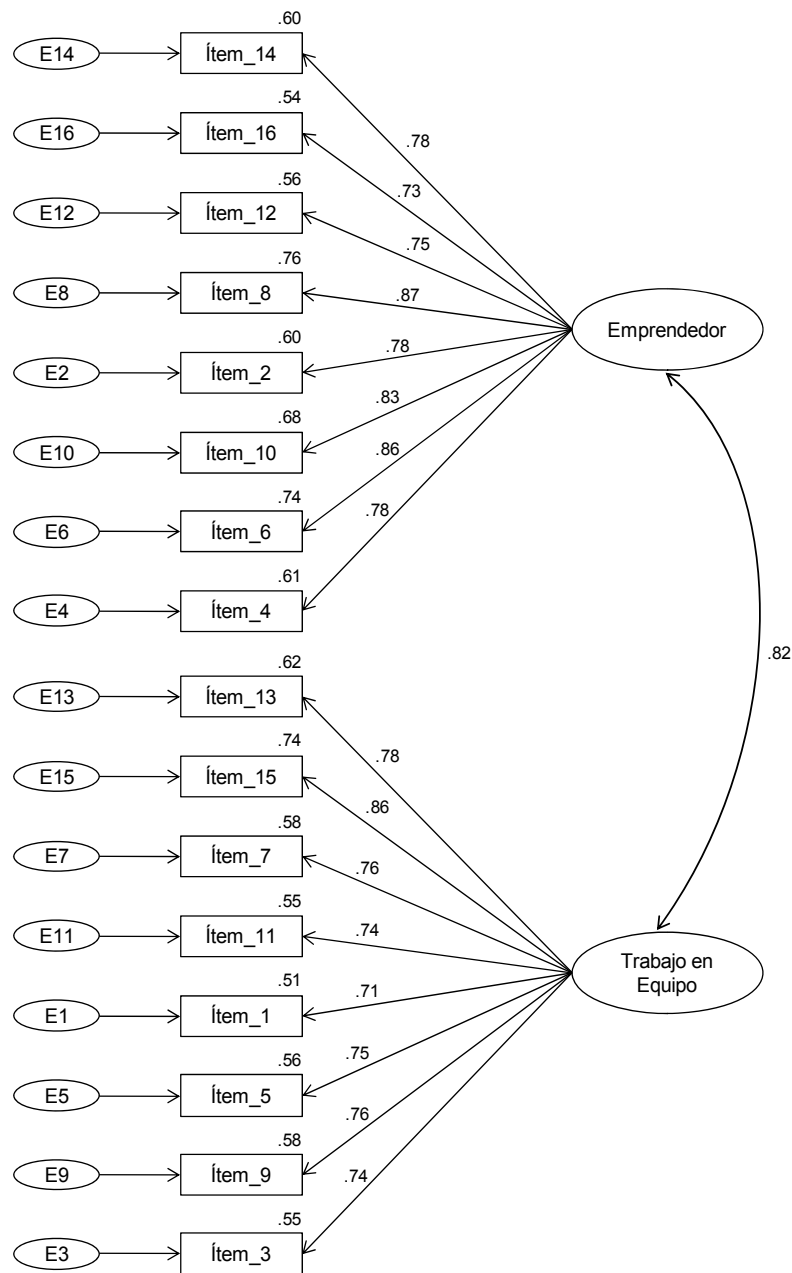 .60
E14 Ítem_14
.54
.78
E16 Ítem_16
.73
.56
E12 Ítem_12
.75
.76
E8 Ítem_8
.87
Emprendedor
.60
.78
E2 Ítem_2
.83
.68
E10 Ítem_10
.86
.74
E6 Ítem_6
.78
.61
E4 Ítem_4
.82
.62
E13 Ítem_13
.74
.78
E15 Ítem_15
.86
.58
E7 Ítem_7
.76
.55
E11 Ítem_11
.74
Trabajo en
Equipo
.51
.71
E1 Ítem_1
.75
.56
E5 Ítem_5
.76
.58
E9 Ítem_9
.74
.55
E3 Ítem_3